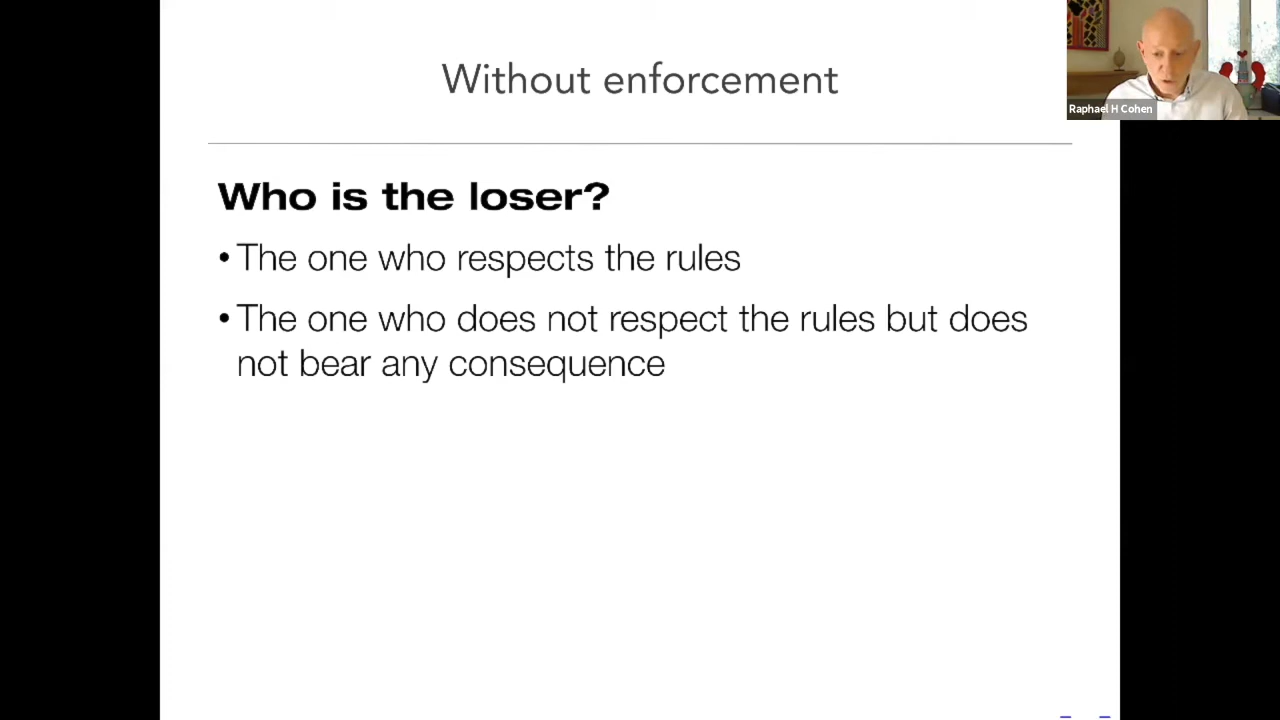 Without enforcement
Raphael H Cohen
Who is the loser?
• The one who respects the rules
• The one who does not respect the rules but does
not bear any consequence